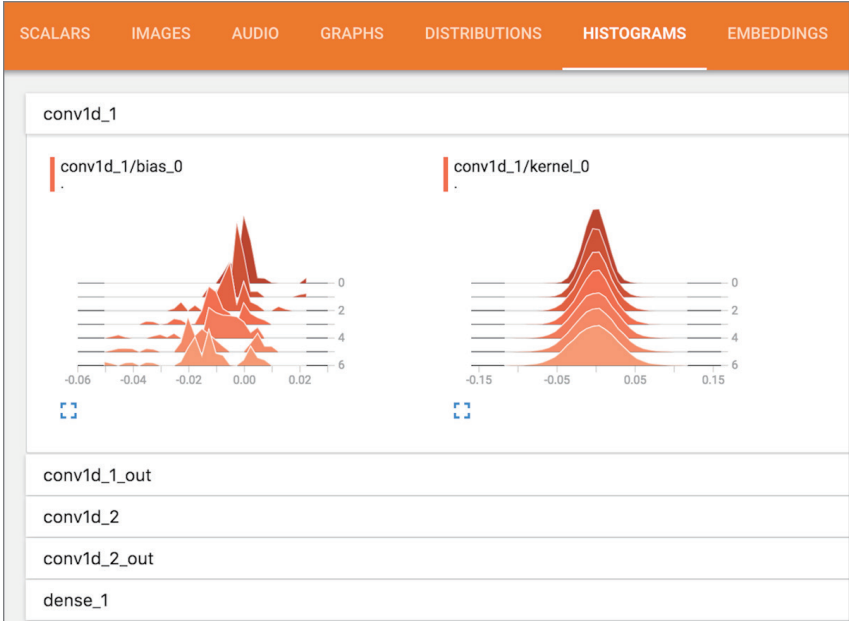 SCALARS IMAGES AUDIO GRAPHS DISTRIBUTIONS HISTOGRAMS EMBEDDINGS
conv1d_1
conv1d_1/bias_0 conv1d_1/kernel_0
. .
0 0
2 2
4 4
6 6
-0.06 -0.04 -0.02 0.00 0.02 -0.15 -0.05 0.05 0.15
conv1d_1_out
conv1d_2
conv1d_2_out
dense_1